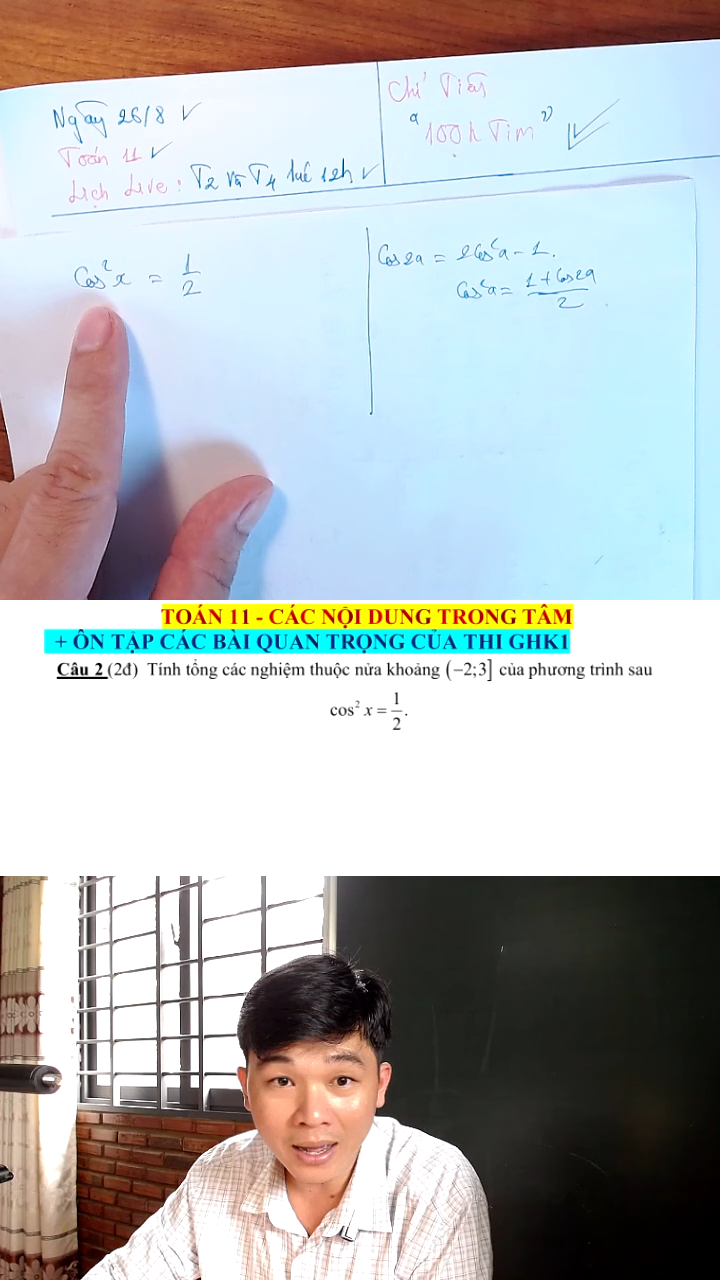 Ngày 26/8 ✓
Toán 11 ✓
Lịch Live: T2 và T4 lúc 12h ✓
Chỉ Tiêu
"100k Tim"
cos²x = 1/2
Cos2a = 2Cos²a - 1.
Cos²a = (1 + Cos2a)/2
TOÁN 11 - CÁC NỘI DUNG TRONG TÂM
+ ÔN TẬP CÁC BÀI QUAN TRỌNG CỦA THI GHK1
Câu 2 (2đ) Tính tổng các nghiệm thuộc nửa khoảng (−2;3] của phương trình sau
cos² x = 1/2.